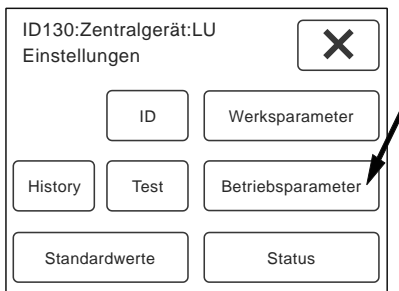 ID130:Zentralgerät:LU
Einstellungen
ID
Werksparameter
History
Test
Betriebsparameter
Standardwerte
Status